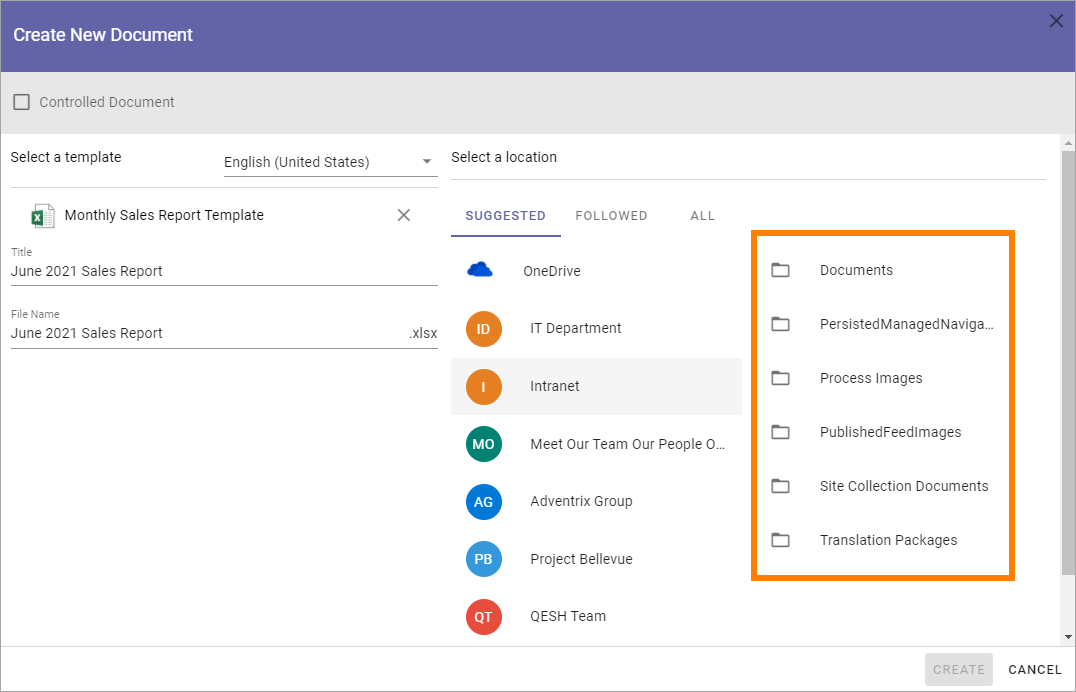 Create New Document
Controlled Document
Select a template
English (United States)
Monthly Sales Report Template
Title
June 2021 Sales Report
File Name
June 2021 Sales Report .xlsx
Select a location
SUGGESTED FOLLOWED ALL
OneDrive
ID IT Department
I Intranet
MO Meet Our Team Our People O...
AG Adventrix Group
PB Project Bellevue
QT QESH Team
Documents
PersistedManagedNaviga...
Process Images
PublishedFeedImages
Site Collection Documents
Translation Packages
CREATE CANCEL